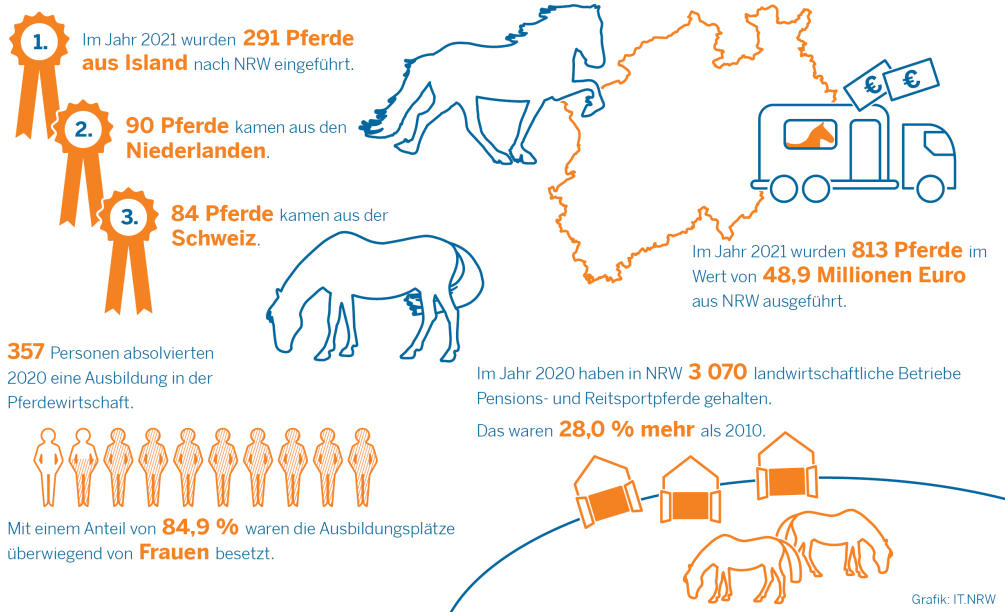 1.
Im Jahr 2021 wurden 291 Pferde
aus Island nach NRW eingeführt.
2.
90 Pferde kamen aus den
Niederlanden.
3.
84 Pferde kamen aus der
Schweiz.
€ €
Im Jahr 2021 wurden 813 Pferde im
Wert von 48,9 Millionen Euro
aus NRW ausgeführt.
357 Personen absolvierten
2020 eine Ausbildung in der
Pferdewirtschaft.
Mit einem Anteil von 84,9 % waren die Ausbildungsplätze
überwiegend von Frauen besetzt.
Im Jahr 2020 haben in NRW 3 070 landwirtschaftliche Betriebe
Pensions- und Reitsportpferde gehalten.
Das waren 28,0 % mehr als 2010.
Grafik: IT.NRW